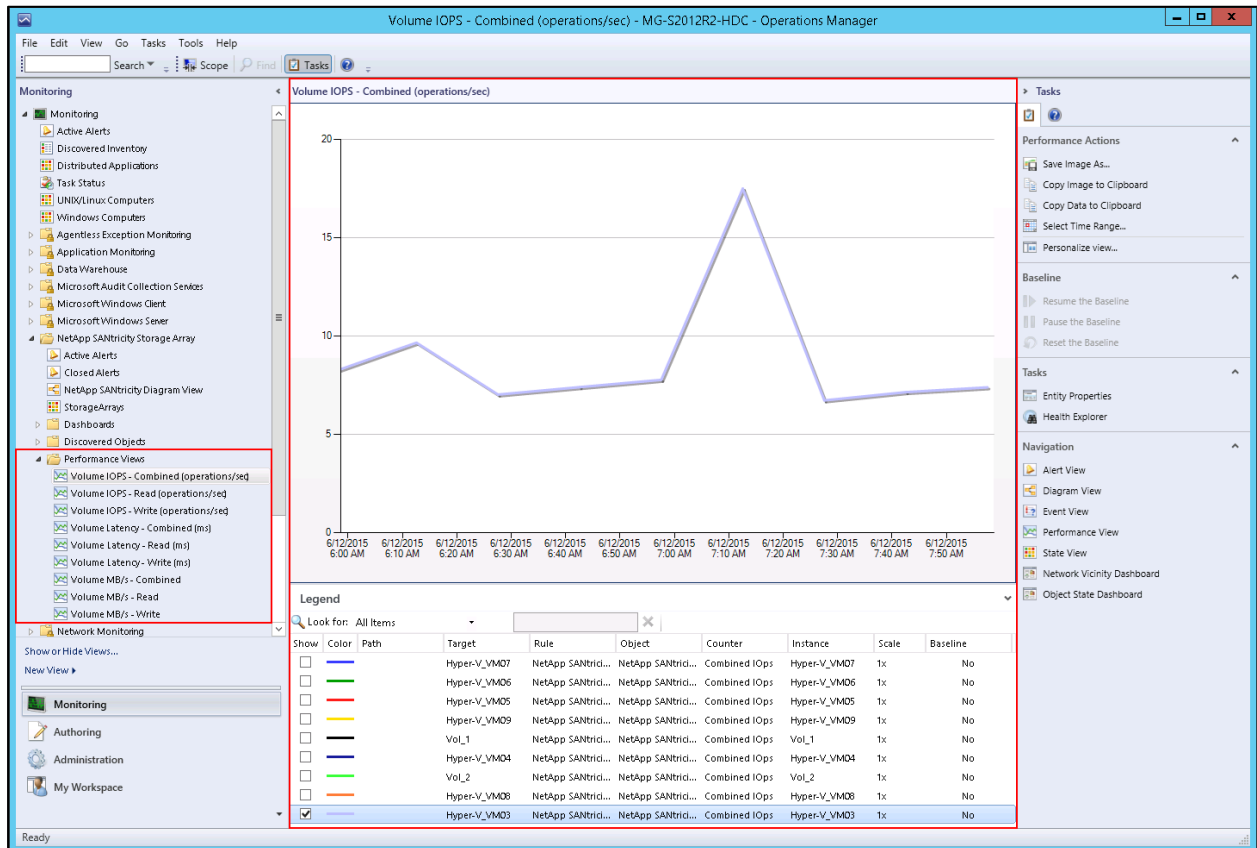 Volume IOPS - Combined (operations/sec) - MG-S2012R2-HDC - Operations Manager
File Edit View Go Tasks Tools Help
Search Scope Find Tasks
Monitoring
Monitoring
Active Alerts
Discovered Inventory
Distributed Applications
Task Status
UNIX/Linux Computers
Windows Computers
Agentless Exception Monitoring
Application Monitoring
Data Warehouse
Microsoft Audit Collection Services
Microsoft Windows Client
Microsoft Windows Server
NetApp SANtricity Storage Array
Active Alerts
Closed Alerts
NetApp SANtricity Diagram View
StorageArrays
Dashboards
Discovered Objects
Performance Views
Volume IOPS - Combined (operations/sec)
Volume IOPS - Read (operations/sec)
Volume IOPS - Write (operations/sec)
Volume Latency - Combined (ms)
Volume Latency - Read (ms)
Volume Latency - Write (ms)
Volume MB/s - Combined
Volume MB/s - Read
Volume MB/s - Write
Network Monitoring
Show or Hide Views...
New View
Monitoring
Authoring
Administration
My Workspace
Volume IOPS - Combined (operations/sec)
20
15
10
5
0
6/12/2015 6/12/2015 6/12/2015 6/12/2015 6/12/2015 6/12/2015 6/12/2015 6/12/2015 6/12/2015 6/12/2015 6/12/2015 6/12/2015
6:00 AM 6:10 AM 6:20 AM 6:30 AM 6:40 AM 6:50 AM 7:00 AM 7:10 AM 7:20 AM 7:30 AM 7:40 AM 7:50 AM
Legend
Look for: All Items
Show Color Path Target Rule Object Counter Instance Scale Baseline
Hyper-V_VM07 NetApp SANtrici... NetApp SANtrici... Combined IOps Hyper-V_VM07 1x No
Hyper-V_VM06 NetApp SANtrici... NetApp SANtrici... Combined IOps Hyper-V_VM06 1x No
Hyper-V_VM05 NetApp SANtrici... NetApp SANtrici... Combined IOps Hyper-V_VM05 1x No
Hyper-V_VM09 NetApp SANtrici... NetApp SANtrici... Combined IOps Hyper-V_VM09 1x No
Vol_1 NetApp SANtrici... NetApp SANtrici... Combined IOps Vol_1 1x No
Hyper-V_VM04 NetApp SANtrici... NetApp SANtrici... Combined IOps Hyper-V_VM04 1x No
Vol_2 NetApp SANtrici... NetApp SANtrici... Combined IOps Vol_2 1x No
Hyper-V_VM08 NetApp SANtrici... NetApp SANtrici... Combined IOps Hyper-V_VM08 1x No
Hyper-V_VM03 NetApp SANtrici... NetApp SANtrici... Combined IOps Hyper-V_VM03 1x No
Tasks
Performance Actions
Save Image As...
Copy Image to Clipboard
Copy Data to Clipboard
Select Time Range...
Personalize view...
Baseline
Resume the Baseline
Pause the Baseline
Reset the Baseline
Tasks
Entity Properties
Health Explorer
Navigation
Alert View
Diagram View
Event View
Performance View
State View
Network Vicinity Dashboard
Object State Dashboard
Ready